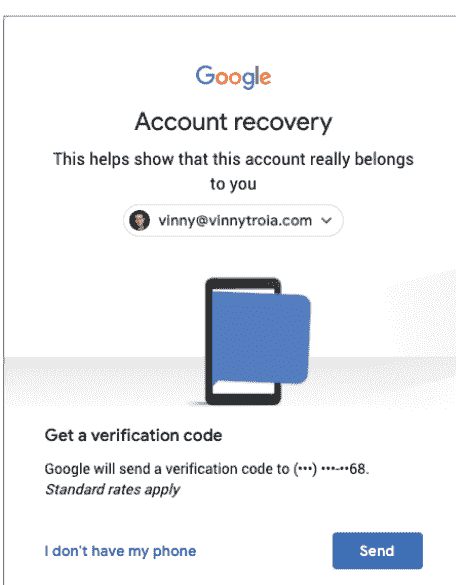 Google
Account recovery
This helps show that this account really belongs
to you
vinny@vinnytroia.com
Get a verification code
Google will send a verification code to (•••) •••-••68.
Standard rates apply
I don't have my phone
Send